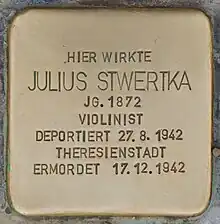 HIER WIRKTE
JULIUS STWERTKA
JG. 1872
VIOLINIST
DEPORTIERT 27.8.1942
THERESIENSTADT
ERMORDET 17.12.1942